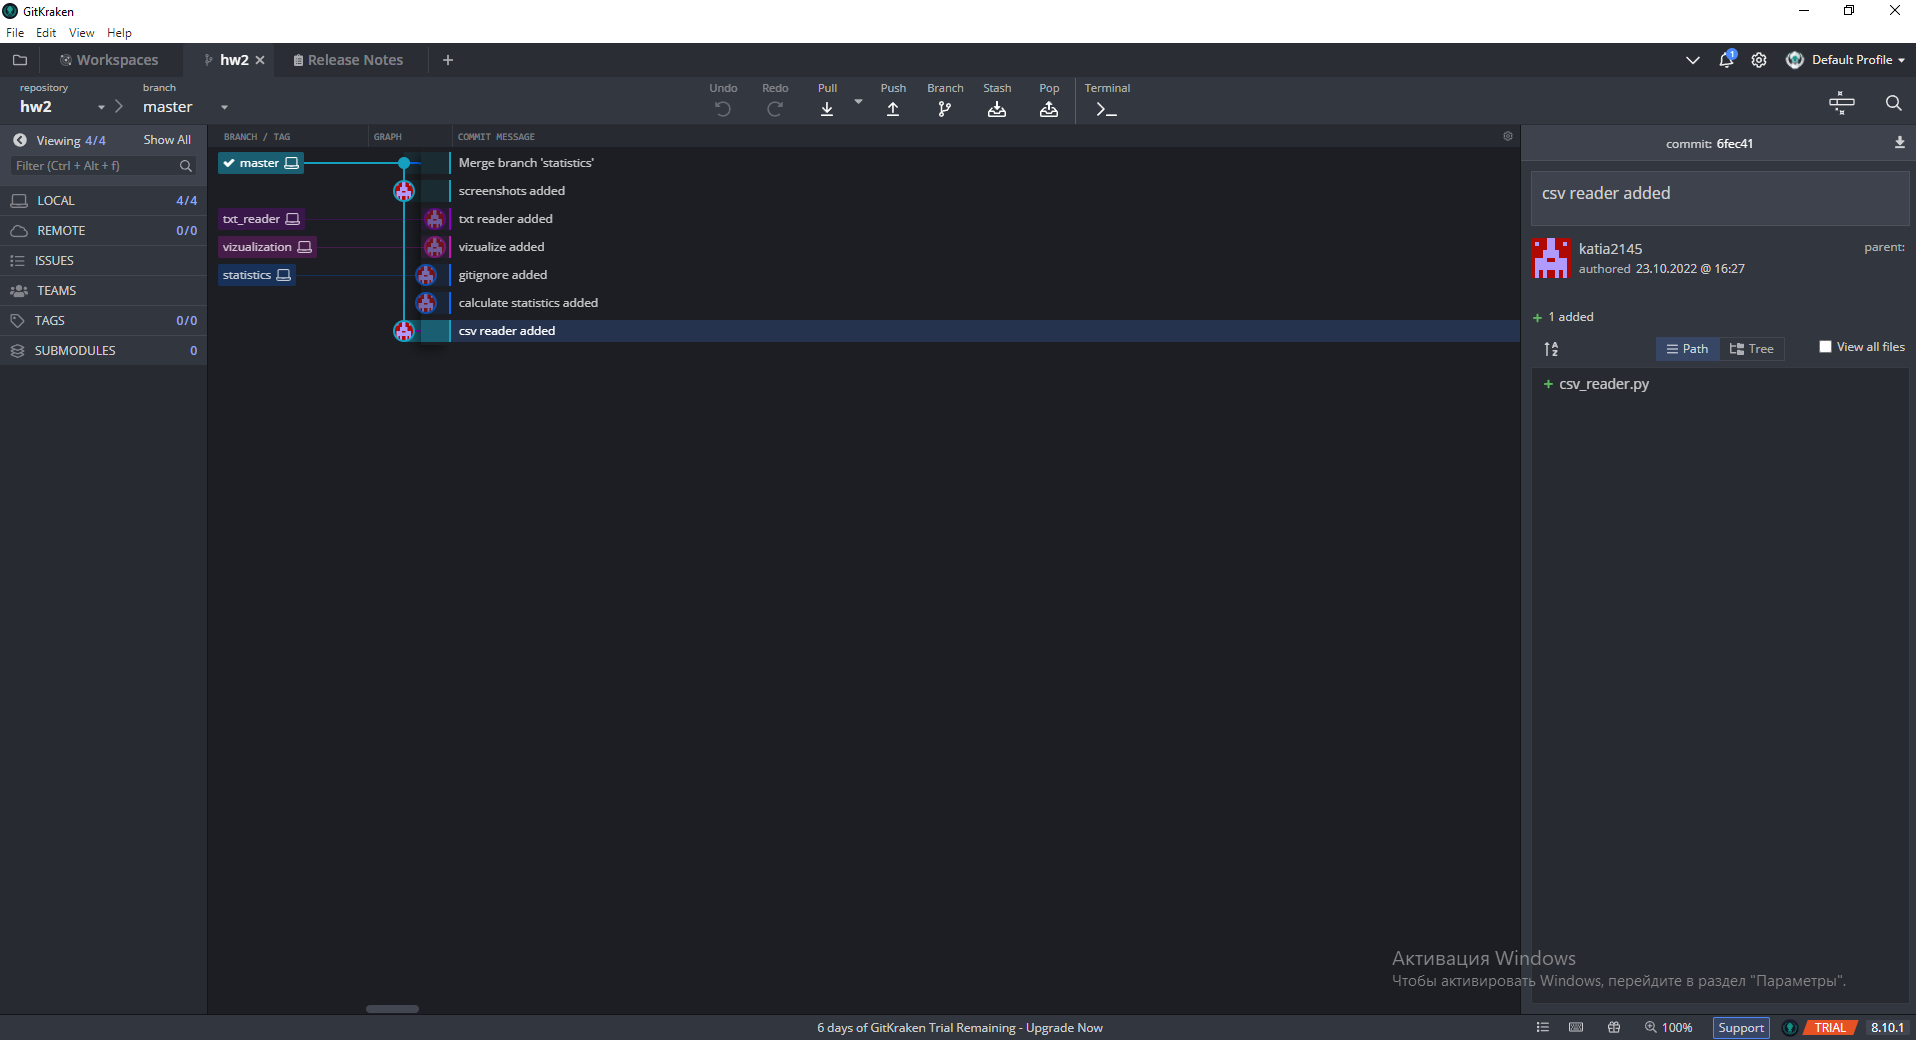 GitKraken
File Edit View Help
Workspaces hw2 Release Notes 1 Default Profile
repository branch
hw2 master
Undo Redo Pull Push Branch Stash Pop Terminal
Viewing 4/4 Show All
Filter (Ctrl + Alt + f)
LOCAL 4/4
REMOTE 0/0
ISSUES
TEAMS
TAGS 0/0
SUBMODULES 0
BRANCH / TAG GRAPH COMMIT MESSAGE
master Merge branch 'statistics'
screenshots added
txt_reader txt reader added
vizualization vizualize added
statistics gitignore added
calculate statistics added
csv reader added
commit: 6fec41
csv reader added
katia2145 parent:
authored 23.10.2022 @ 16:27
+ 1 added
Path Tree View all files
+ csv_reader.py
Активация Windows
Чтобы активировать Windows, перейдите в раздел "Параметры".
6 days of GitKraken Trial Remaining - Upgrade Now
100% Support TRIAL 8.10.1